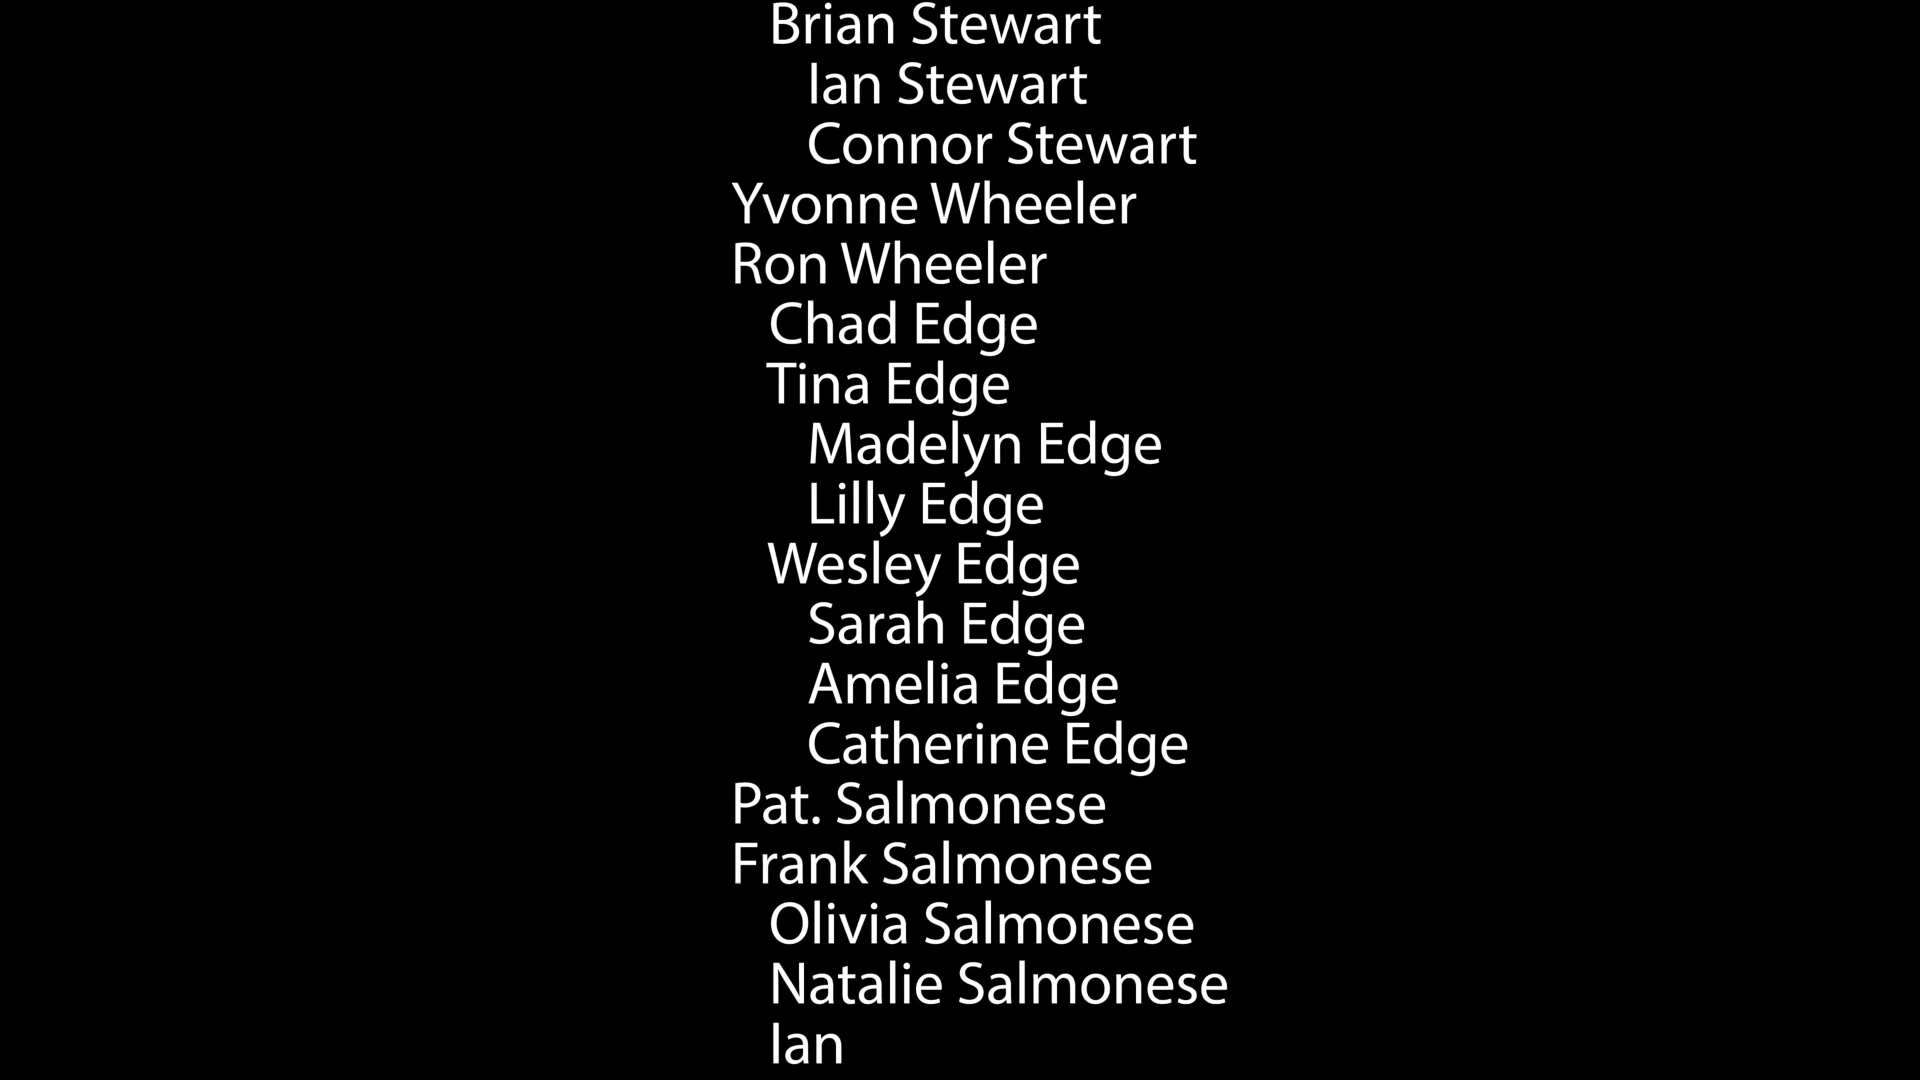 Brian Stewart
Ian Stewart
Connor Stewart
Yvonne Wheeler
Ron Wheeler
Chad Edge
Tina Edge
Madelyn Edge
Lilly Edge
Wesley Edge
Sarah Edge
Amelia Edge
Catherine Edge
Pat. Salmonese
Frank Salmonese
Olivia Salmonese
Natalie Salmonese
Ian